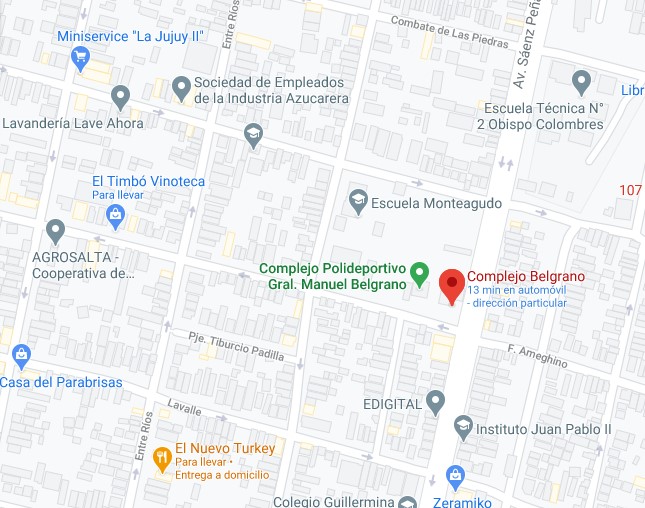 Combate de Las Piedras
Entre Ríos
Av. Sáenz Peña
Miniservice "La Jujuy II"
Sociedad de Empleados
de la Industria Azucarera
Escuela Técnica N°
2 Obispo Colombres
Libr
Lavandería Lave Ahora
El Timbó Vinoteca
Para llevar
107
Escuela Monteagudo
AGROSALTA -
Cooperativa de...
Complejo Polideportivo
Gral. Manuel Belgrano
Complejo Belgrano
13 min en automóvil
- dirección particular
Pje. Tiburcio Padilla
F. Ameghino
Casa del Parabrisas
Lavalle
EDIGITAL
Entre Ríos
Instituto Juan Pablo II
El Nuevo Turkey
Para llevar •
Entrega a domicilio
Colegio Guillermina
Zeramiko